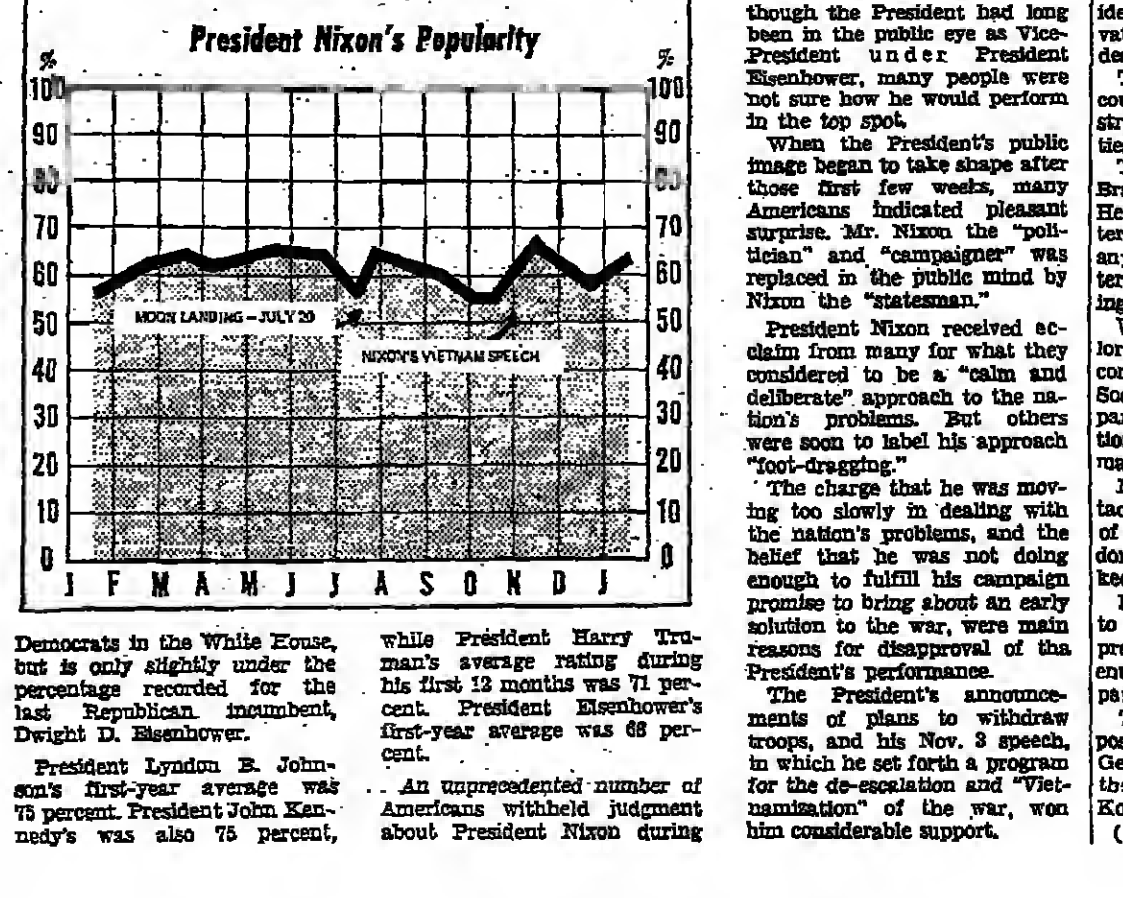 President Nixon's Popularity
% %
100 100
90 90
80 80
70 70
60 60
50 50
40 40
30 30
20 20
10 10
0 0
MOON LANDING - JULY 20
NIXON'S VIETNAM SPEECH
J F M A M J J A S O N D J
Democrats in the White House,
but is only slightly under the
percentage recorded for the
last Republican incumbent,
Dwight D. Eisenhower.
President Lyndon B. John-
son's first-year average was
75 percent. President John Ken-
nedy's was also 75 percent,
while President Harry Tru-
man's average rating during
his first 12 months was 71 per-
cent. President Eisenhower's
first-year average was 68 per-
cent.
An unprecedented number of
Americans withheld judgment
about President Nixon during
though the President had long
been in the public eye as Vice-
President under President
Eisenhower, many people were
not sure how he would perform
in the top spot.
When the President's public
image began to take shape after
those first few weeks, many
Americans indicated pleasant
surprise. Mr. Nixon the "poli-
tician" and "campaigner" was
replaced in the public mind by
Nixon the "statesman."
President Nixon received ac-
claim from many for what they
considered to be a "calm and
deliberate" approach to the na-
tion's problems. But others
were soon to label his approach
"foot-dragging."
The charge that he was mov-
ing too slowly in dealing with
the nation's problems, and the
belief that he was not doing
enough to fulfill his campaign
promise to bring about an early
solution to the war, were main
reasons for disapproval of the
President's performance.
The President's announce-
ments of plans to withdraw
troops, and his Nov. 3 speech,
in which he set forth a program
for the de-escalation and "Viet-
namization" of the war, won
him considerable support.